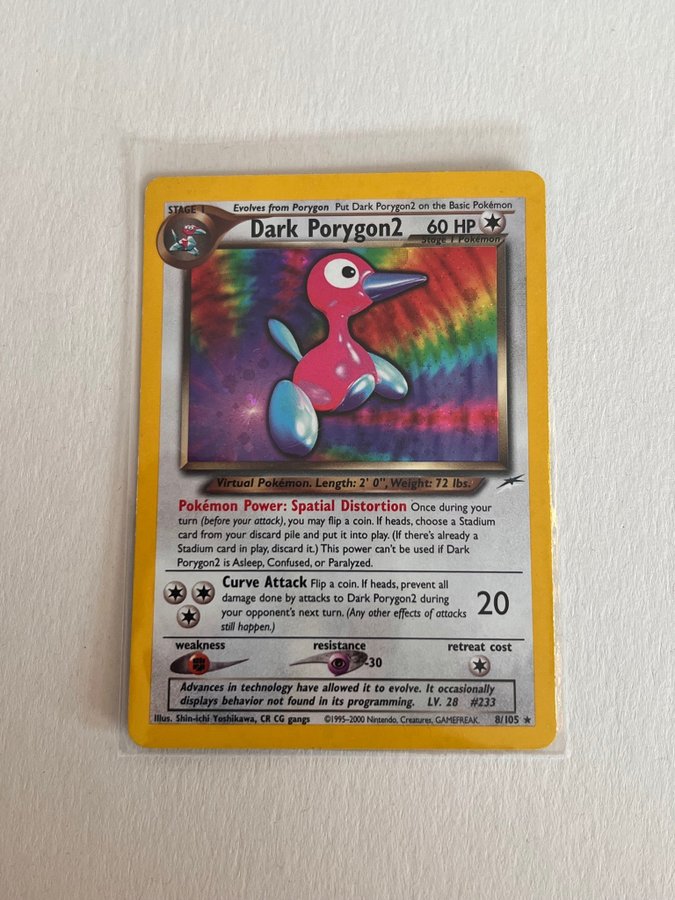 STAGE 1 Evolves from Porygon Put Dark Porygon2 on the Basic Pokémon
Dark Porygon2 60 HP
Stage 1 Pokémon
Virtual Pokémon. Length: 2' 0", Weight: 72 lbs.
Pokémon Power: Spatial Distortion Once during your
turn (before your attack), you may flip a coin. If heads, choose a Stadium
card from your discard pile and put it into play. (If there's already a
Stadium card in play, discard it.) This power can't be used if Dark
Porygon2 is Asleep, Confused, or Paralyzed.
Curve Attack Flip a coin. If heads, prevent all
damage done by attacks to Dark Porygon2 during
your opponent's next turn. (Any other effects of attacks
still happen.)
20
weakness resistance retreat cost
-30
Advances in technology have allowed it to evolve. It occasionally
displays behavior not found in its programming. LV. 28 #233
Illus. Shin-ichi Yoshikawa, CR CG gangs ©1995-2000 Nintendo, Creatures, GAMEFREAK. 8/105 ★